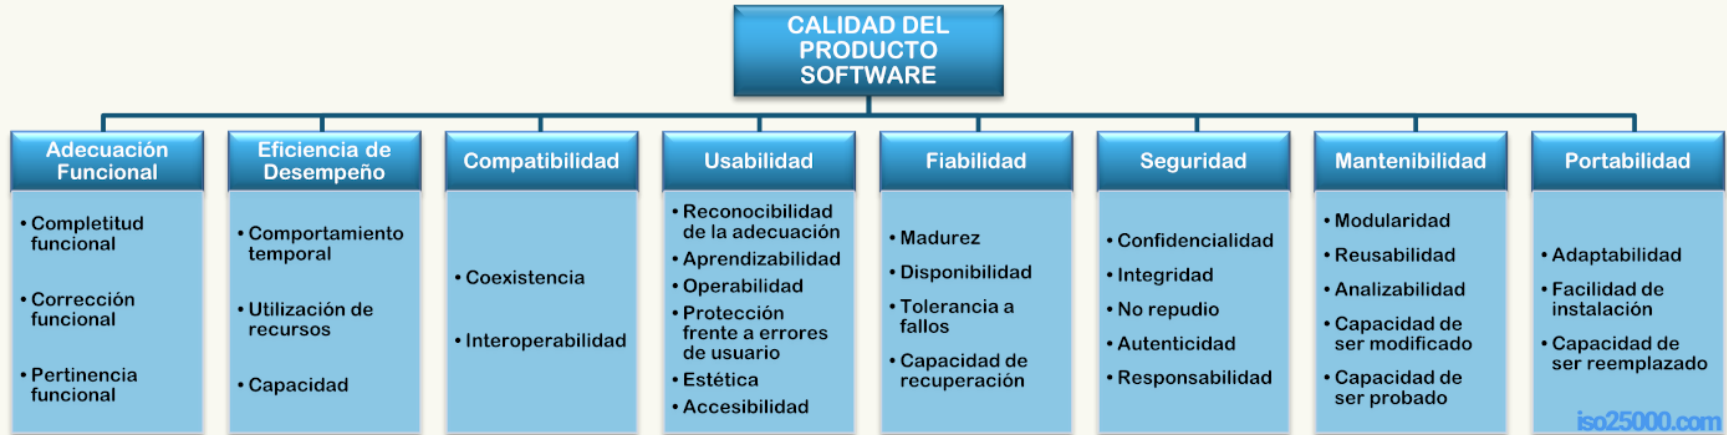 CALIDAD DEL
PRODUCTO
SOFTWARE
Adecuación
Funcional
• Completitud
funcional
• Corrección
funcional
• Pertinencia
funcional
Eficiencia de
Desempeño
• Comportamiento
temporal
• Utilización de
recursos
• Capacidad
Compatibilidad
• Coexistencia
• Interoperabilidad
Usabilidad
• Reconocibilidad
de la adecuación
• Aprendizabilidad
• Operabilidad
• Protección
frente a errores
de usuario
• Estética
• Accesibilidad
Fiabilidad
• Madurez
• Disponibilidad
• Tolerancia a
fallos
• Capacidad de
recuperación
Seguridad
• Confidencialidad
• Integridad
• No repudio
• Autenticidad
• Responsabilidad
Mantenibilidad
• Modularidad
• Reusabilidad
• Analizabilidad
• Capacidad de
ser modificado
• Capacidad de
ser probado
Portabilidad
• Adaptabilidad
• Facilidad de
instalación
• Capacidad de
ser reemplazado
iso25000.com